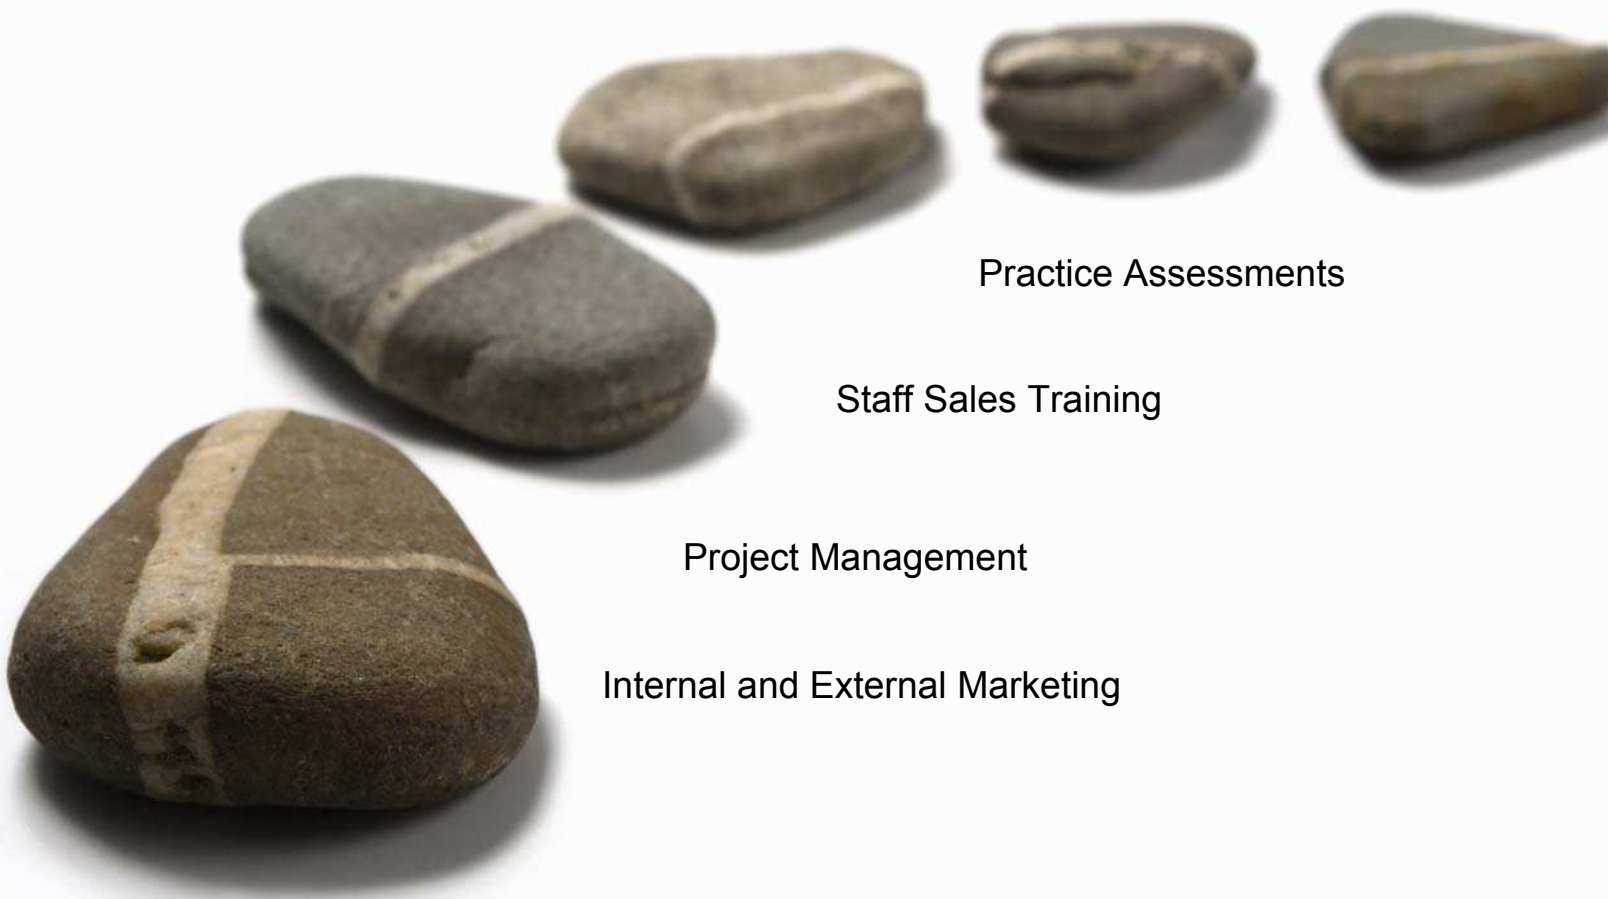 Practice Assessments
Staff Sales Training
Project Management
Internal and External Marketing